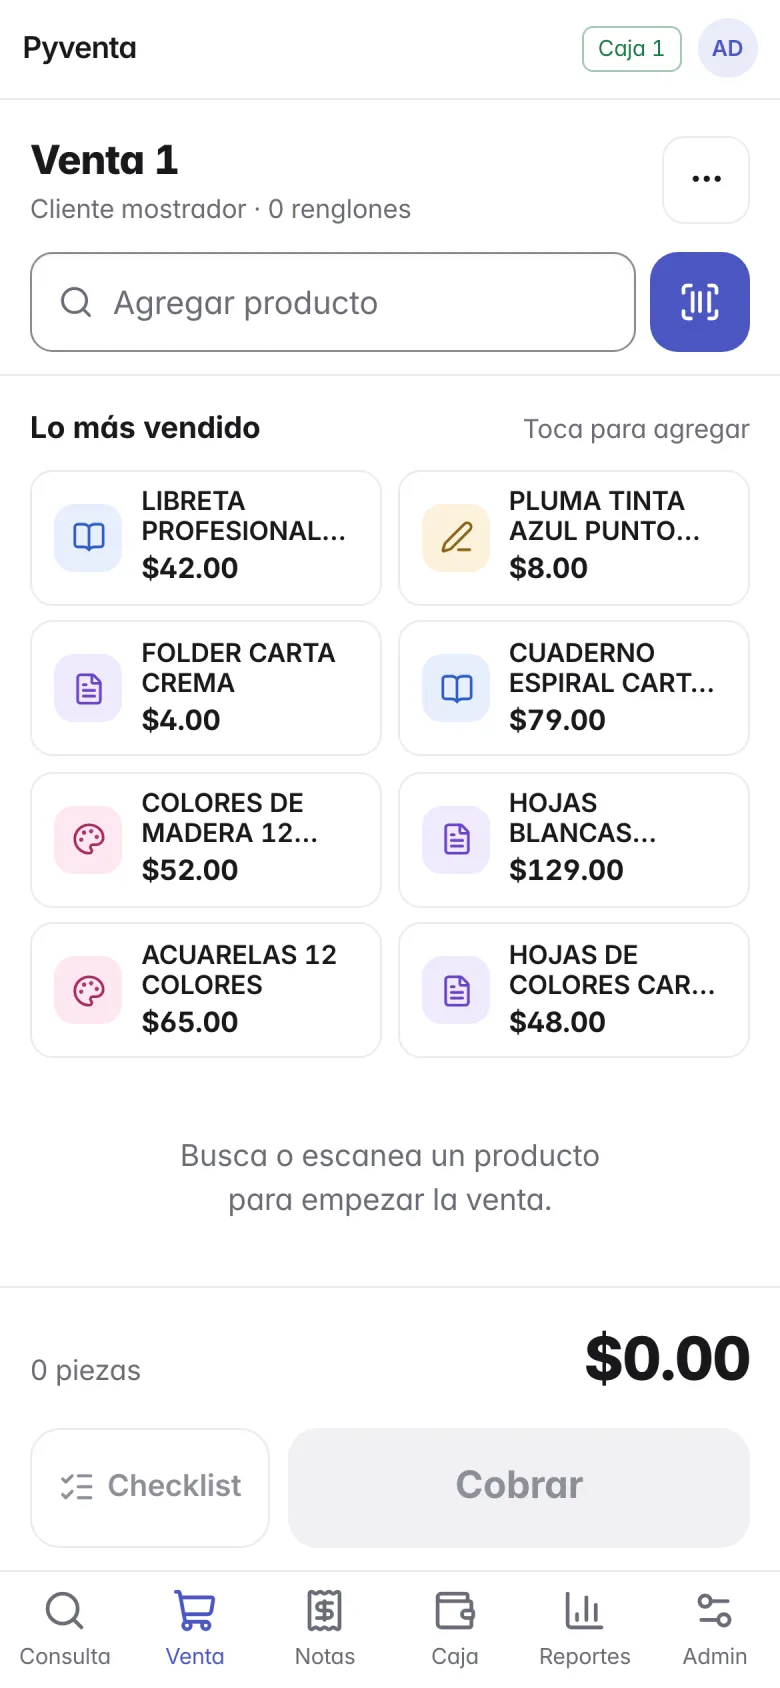 Pyventa
Caja 1
AD
Venta 1
Cliente mostrador · 0 renglones
Agregar producto
Lo más vendido
Toca para agregar
LIBRETA
PROFESIONAL...
$42.00
PLUMA TINTA
AZUL PUNTO...
$8.00
FOLDER CARTA
CREMA
$4.00
CUADERNO
ESPIRAL CART...
$79.00
COLORES DE
MADERA 12...
$52.00
HOJAS
BLANCAS...
$129.00
ACUARELAS 12
COLORES
$65.00
HOJAS DE
COLORES CAR...
$48.00
Busca o escanea un producto
para empezar la venta.
0 piezas
$0.00
Checklist
Cobrar
Consulta
Venta
Notas
Caja
Reportes
Admin